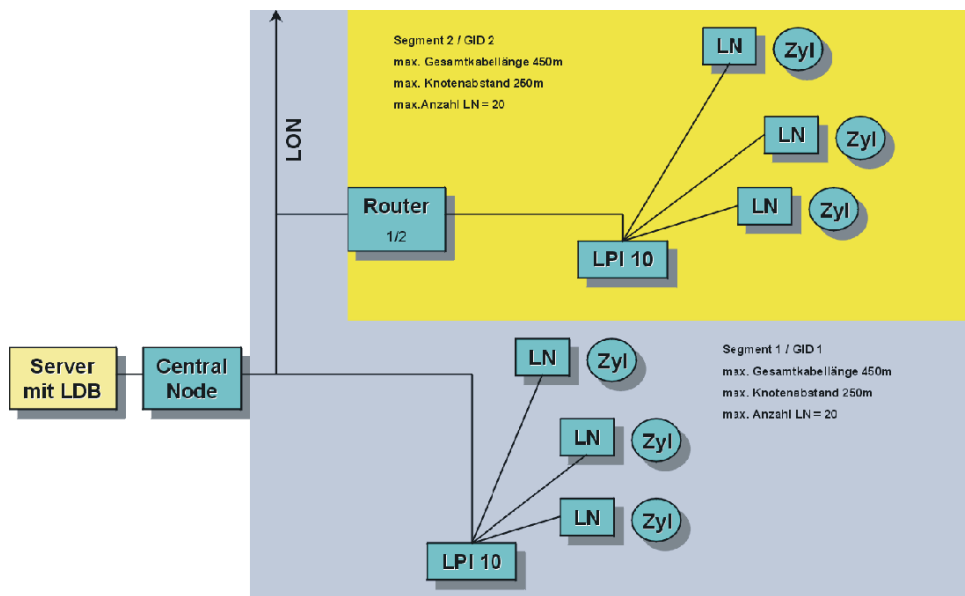 Segment 2 / GID 2
max. Gesamtkabellänge 450m
max. Knotenabstand 250m
max.Anzahl LN = 20
LN
Zyl
LN
Zyl
LN
Zyl
LON
Router
1/2
LPI 10
Server
mit LDB
Central
Node
LN
Zyl
Segment 1 / GID 1
max. Gesamtkabellänge 450m
max. Knotenabstand 250m
max. Anzahl LN = 20
LN
Zyl
LN
Zyl
LPI 10